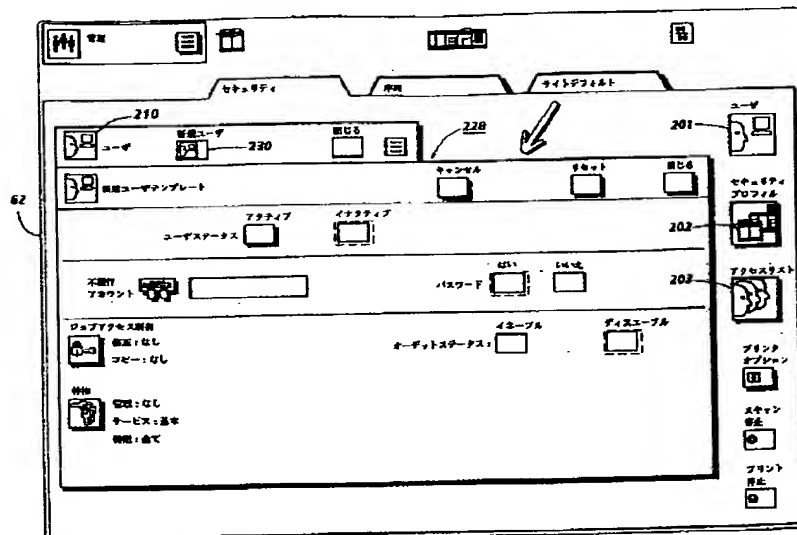 管理
セキュリティ
サイトデフォルト
210
ユーザ
新規ユーザ
230
閉じる
228
ユーザ
201
新規ユーザテンプレート
キャンセル
リセット
閉じる
62
セキュリティ
プロフィル
202
ユーザステータス
アクティブ
イナクティブ
不履行
アカウント
パスワード
はい
いいえ
203
アクセスリスト
ジョブアクセス制御
修正：なし
コピー：なし
オーデットステータス：
イネーブル
ディスエーブル
プリンタ
オプション
特権
管理：なし
サービス：基本
機能：全て
スキャン
停止
プリント
停止